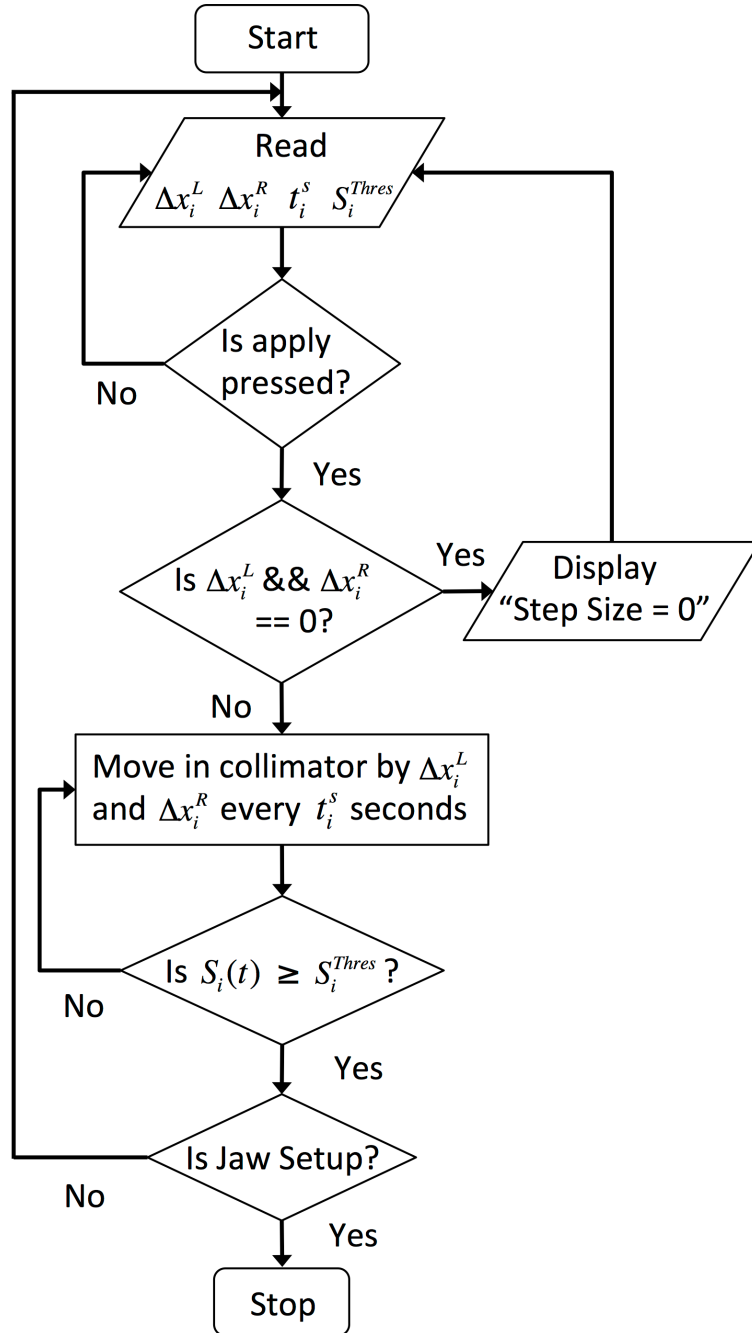 Start
Read
Δx_i^L Δx_i^R t_i^s S_i^Thres
Is apply
pressed?
No
Yes
Is Δx_i^L && Δx_i^R
== 0?
Yes
Display
“Step Size = 0”
No
Move in collimator by Δx_i^L
and Δx_i^R every t_i^s seconds
Is S_i(t) ≥ S_i^Thres ?
No
Yes
Is Jaw Setup?
No
Yes
Stop